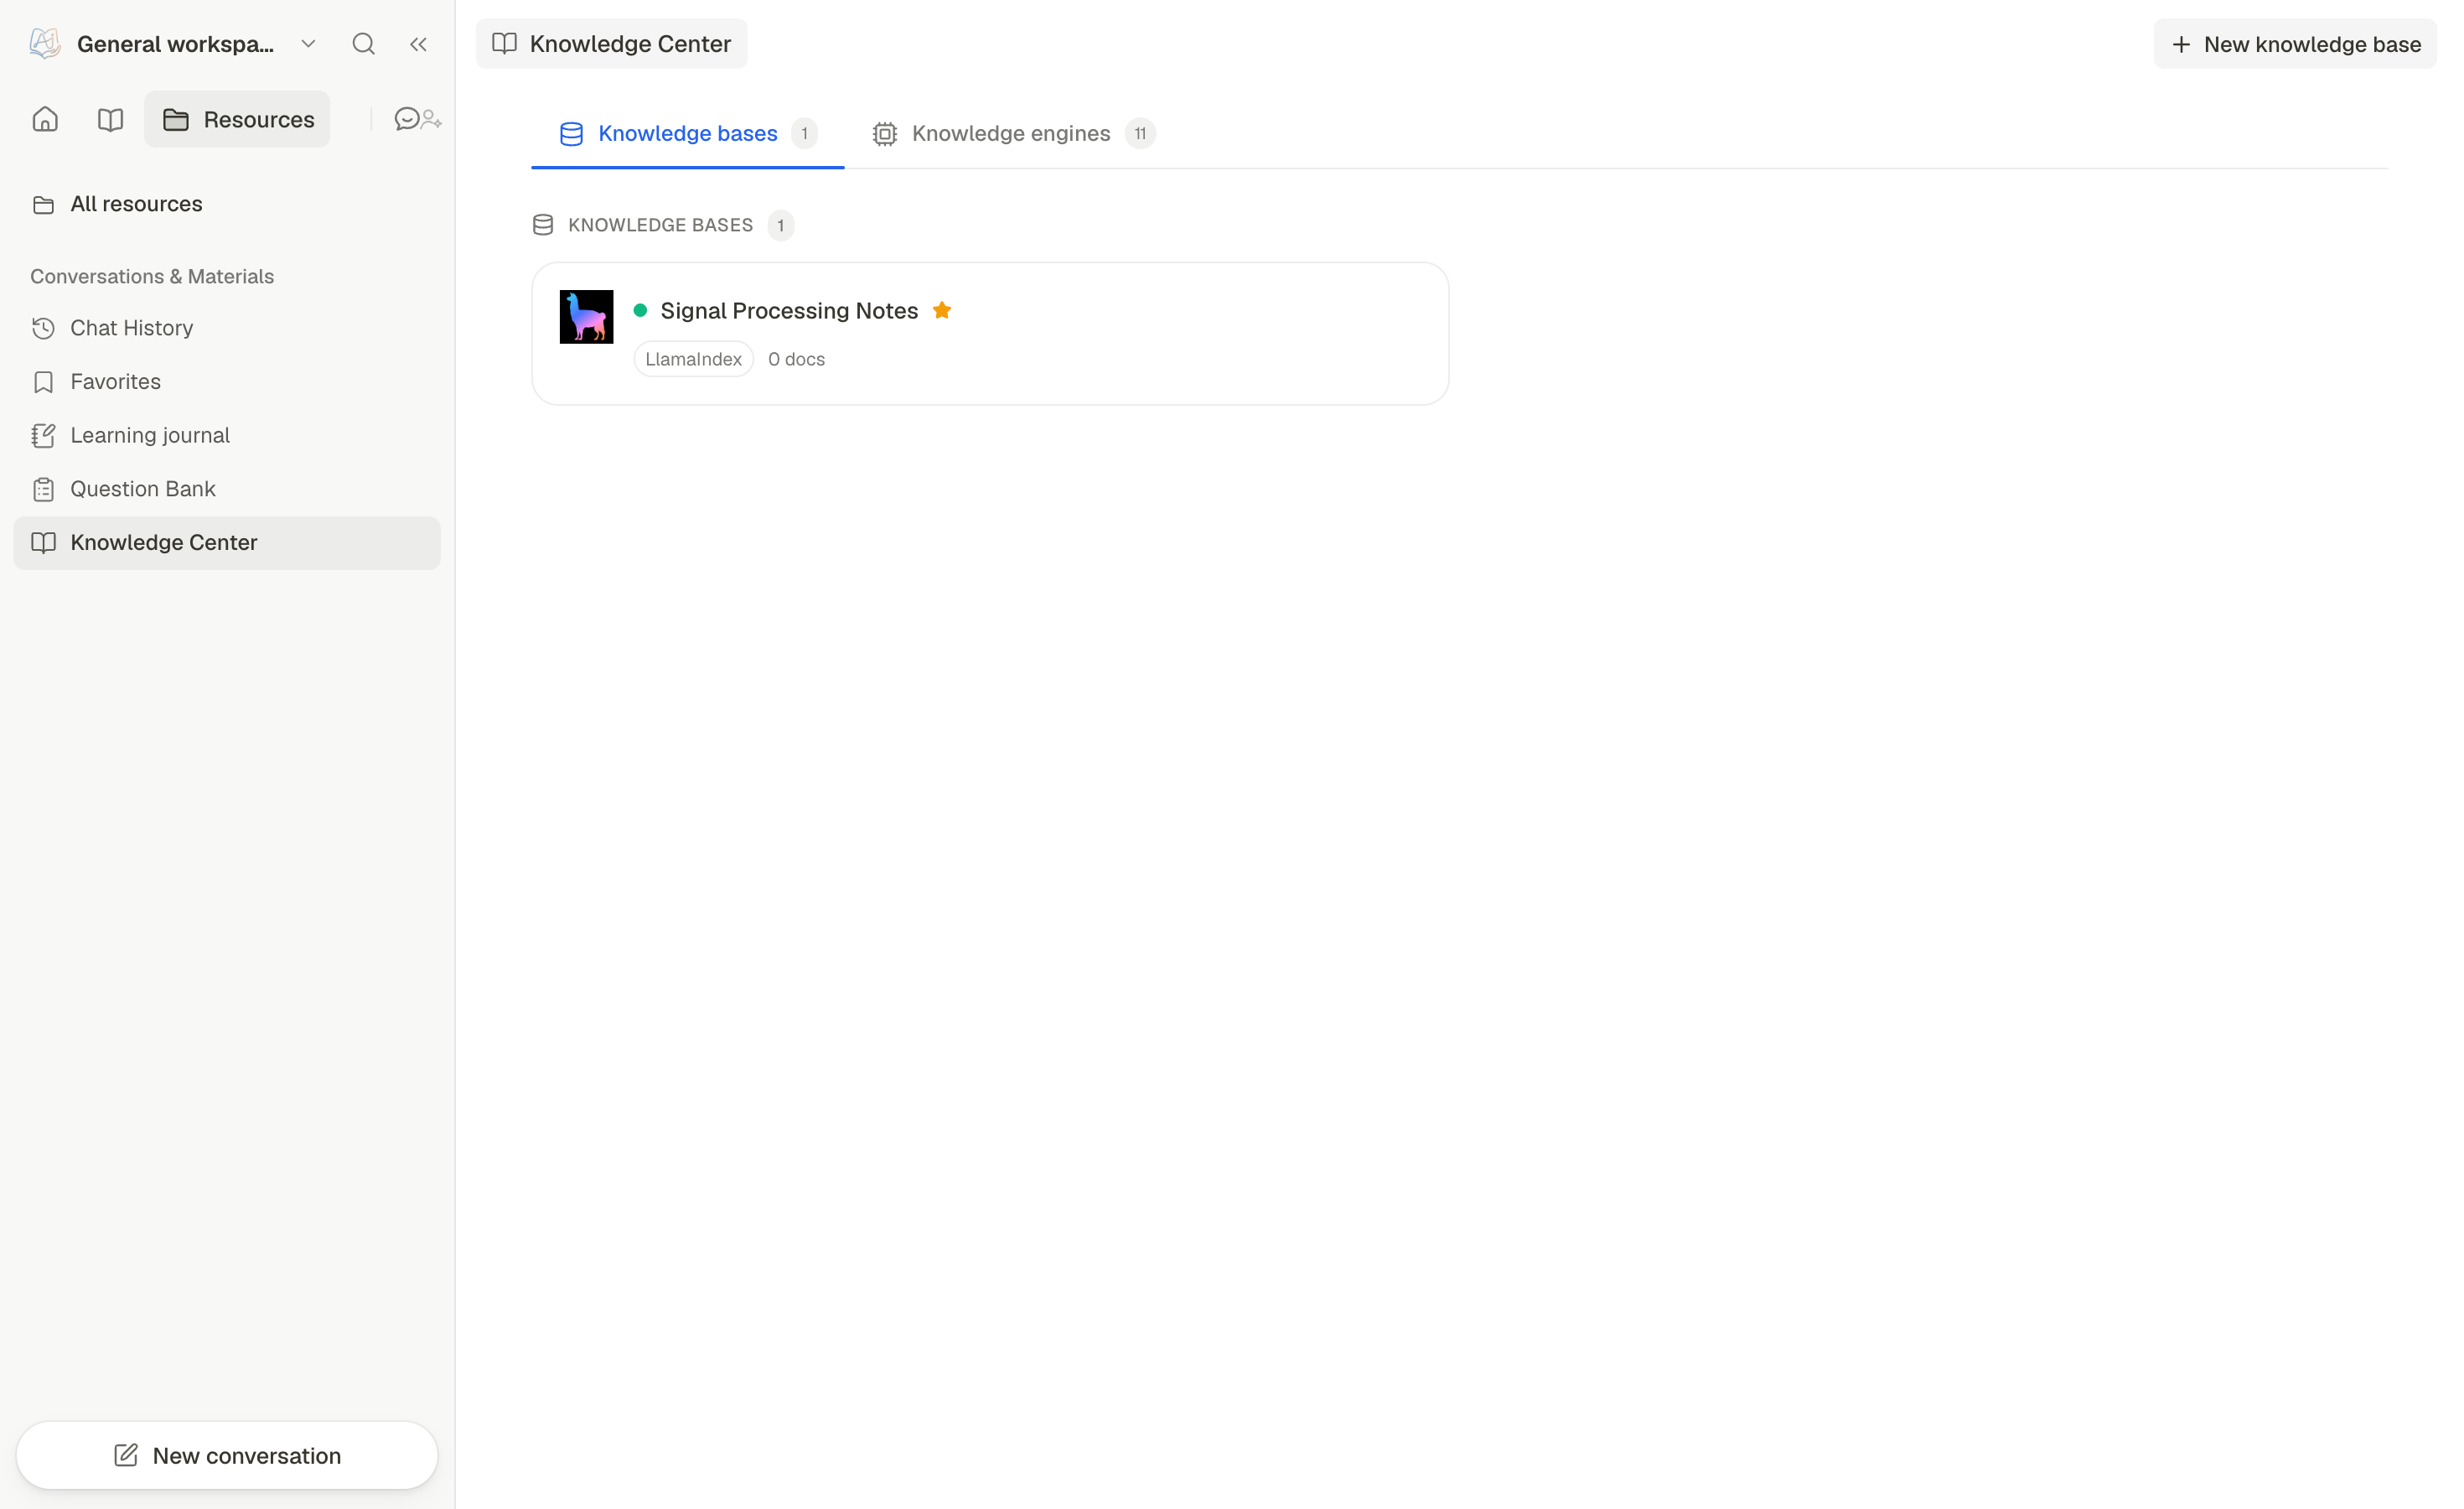 General workspa...
Resources
All resources
Conversations & Materials
Chat History
Favorites
Learning journal
Question Bank
Knowledge Center
New conversation
Knowledge Center
New knowledge base
Knowledge bases 1
Knowledge engines 11
KNOWLEDGE BASES 1
Signal Processing Notes
LlamaIndex 0 docs